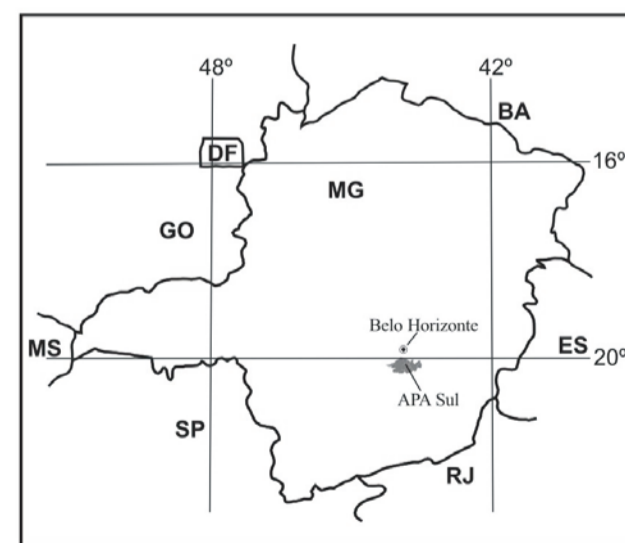 48º
42º
BA
DF
16º
MG
GO
Belo Horizonte
MS
ES
20º
APA Sul
SP
RJ